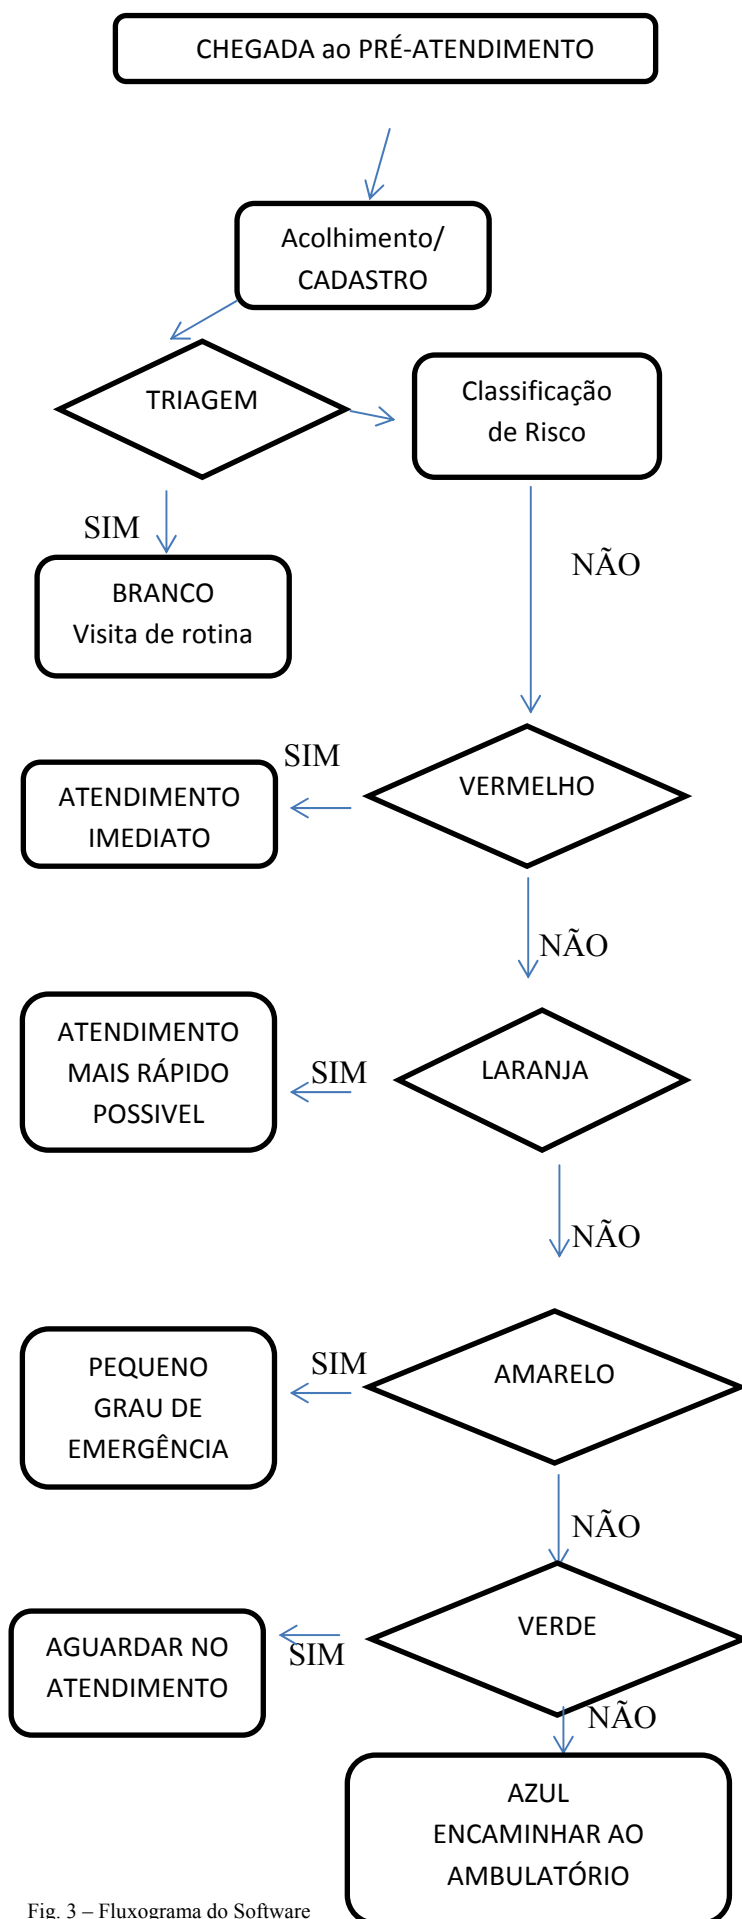 CHEGADA ao PRÉ-ATENDIMENTO
Acolhimento/
CADASTRO
TRIAGEM
Classificação
de Risco
SIM
NÃO
BRANCO
Visita de rotina
SIM
VERMELHO
ATENDIMENTO
IMEDIATO
NÃO
ATENDIMENTO
MAIS RÁPIDO
POSSIVEL
SIM
LARANJA
NÃO
PEQUENO
GRAU DE
EMERGÊNCIA
SIM
AMARELO
NÃO
VERDE
AGUARDAR NO
ATENDIMENTO
SIM
NÃO
AZUL
ENCAMINHAR AO
AMBULATÓRIO
Fig. 3 – Fluxograma do Software